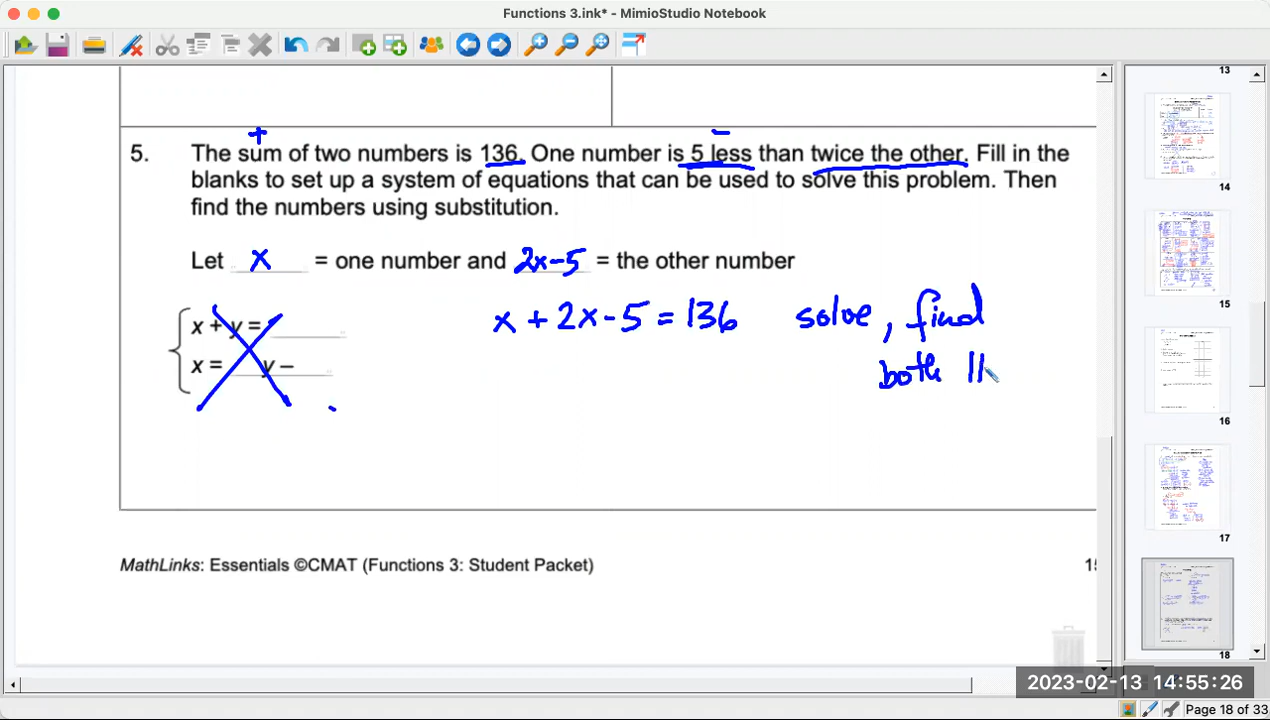 Functions 3.ink* - MimioStudio Notebook
+ −
5. The sum of two numbers is 136. One number is 5 less than twice the other. Fill in the
blanks to set up a system of equations that can be used to solve this problem. Then
find the numbers using substitution.
Let x = one number and 2x-5 = the other number
x + y =
x = y –
x + 2x - 5 = 136 solve, find
both
MathLinks: Essentials ©CMAT (Functions 3: Student Packet)
15
13
14
15
16
17
18
2023-02-13 14:55:26
Page 18 of 33